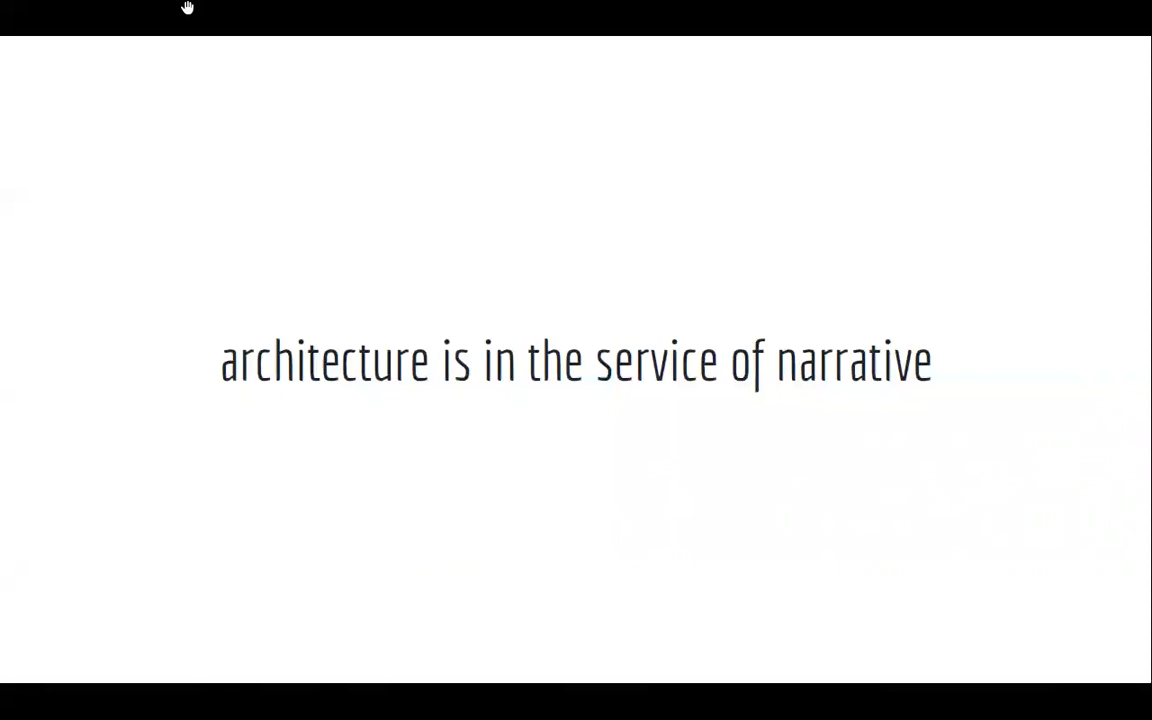 architecture is in the service of narrative